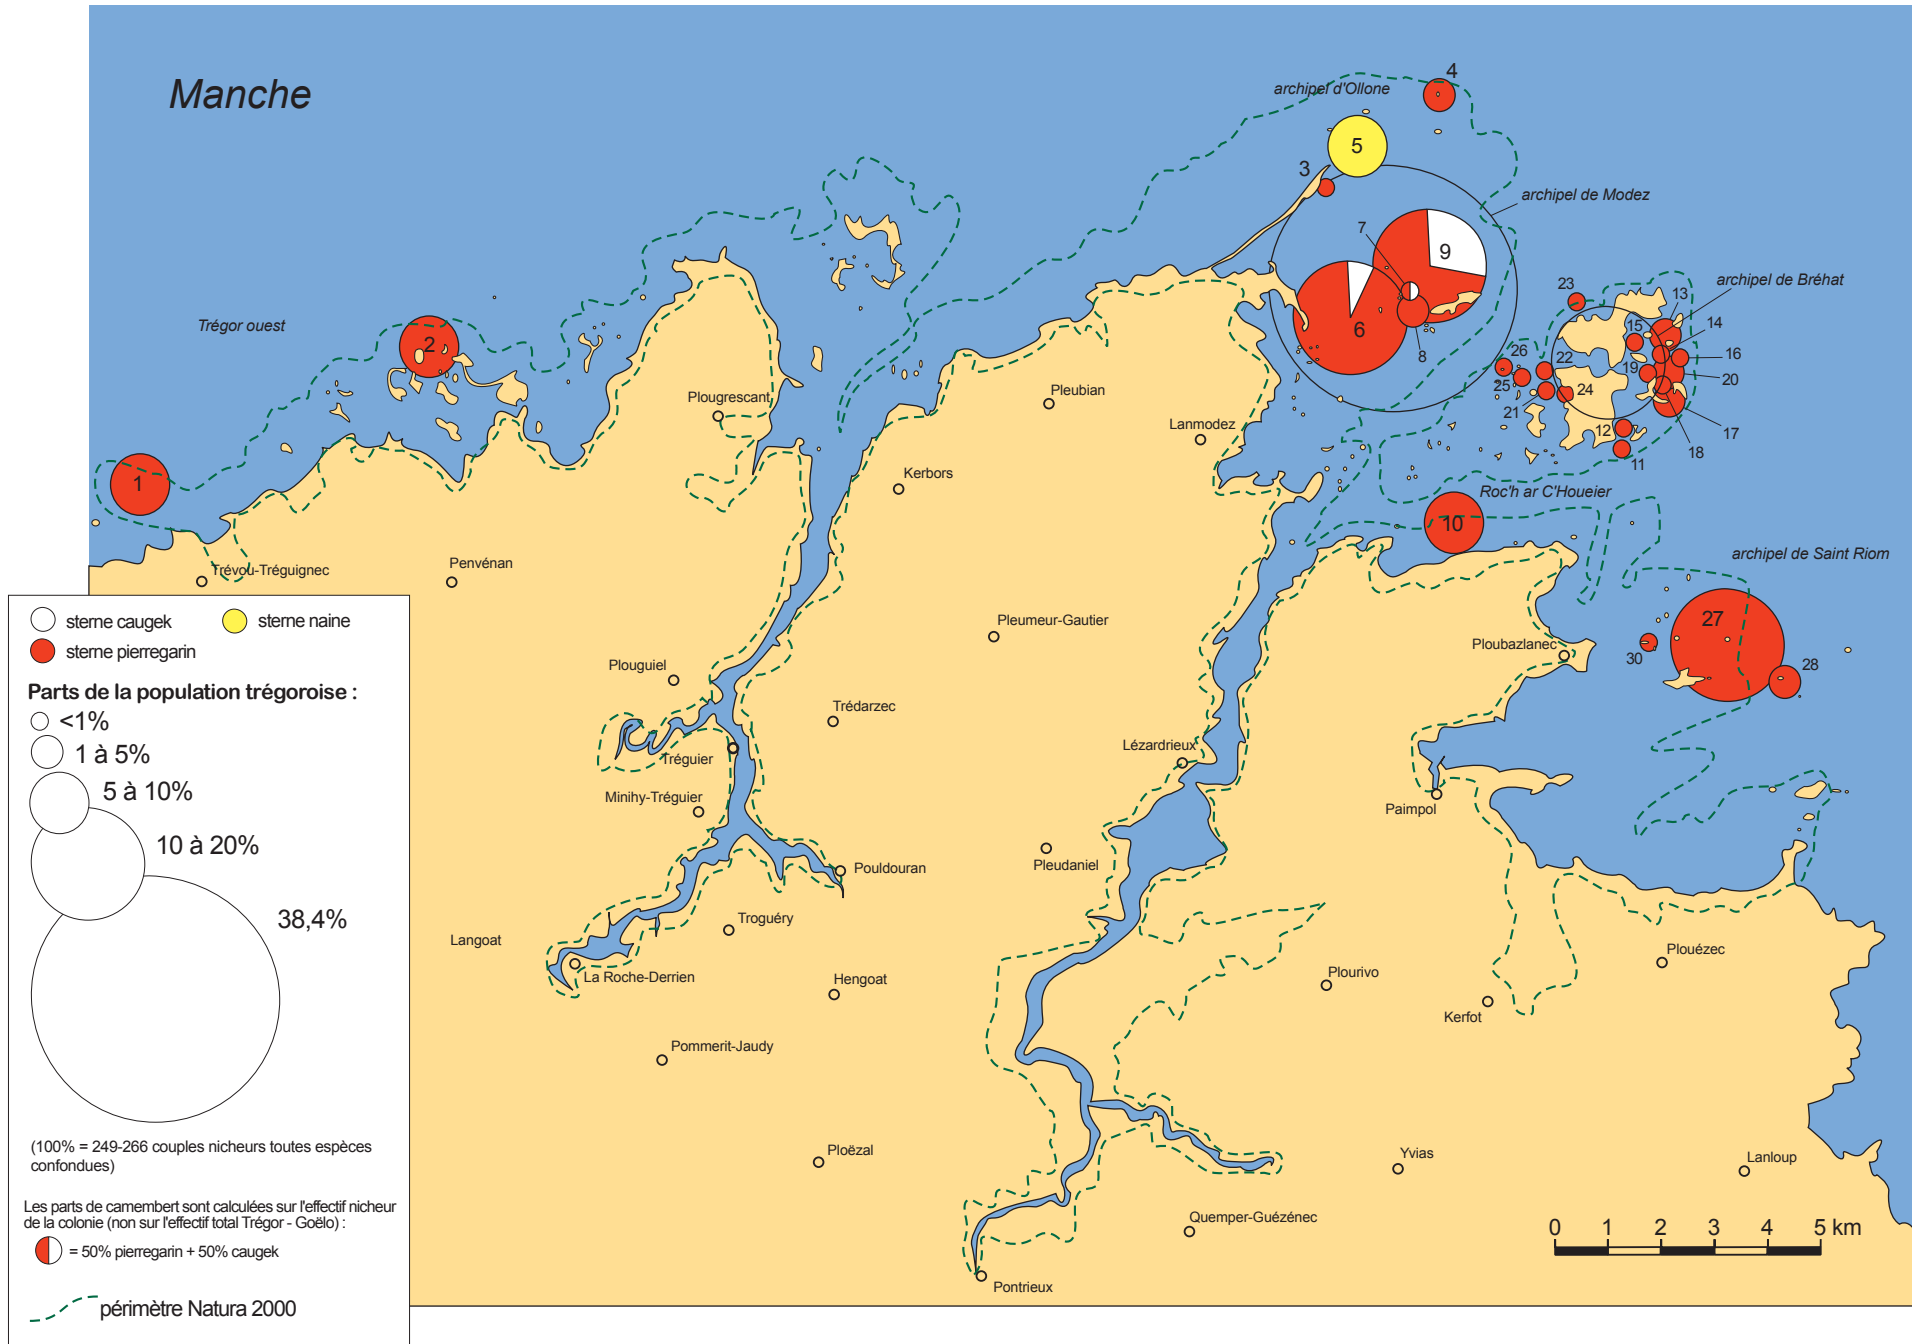 Manche
archipel d'Ollone
4
5
3
archipel de Modez
7
9
6
8
Trégor ouest
2
1
23
archipel de Bréhat
13
14
15
16
26
22
19
20
25
24
21
17
12
18
11
Plougrescant
Pleubian
Lanmodez
Kerbors
Roc'h ar C'Houeier
10
archipel de Saint Riom
Trévou-Tréguignec
Penvénan
27
30
28
Pleumeur-Gautier
Ploubazlanec
Plouguiel
Trédarzec
Tréguier
Lézardrieux
Minihy-Tréguier
Paimpol
Pouldouran
Pleudaniel
Troguéry
Langoat
La Roche-Derrien
Hengoat
Plourivo
Plouézec
Kerfot
Pommerit-Jaudy
Ploëzal
Yvias
Lanloup
Quemper-Guézénec
Pontrieux
0 1 2 3 4 5 km
sterne caugek
sterne naine
sterne pierregarin
Parts de la population trégoroise :
<1%
1 à 5%
5 à 10%
10 à 20%
38,4%
(100% = 249-266 couples nicheurs toutes espèces
confondues)
Les parts de camembert sont calculées sur l'effectif nicheur
de la colonie (non sur l'effectif total Trégor - Goëlo) :
= 50% pierregarin + 50% caugek
périmètre Natura 2000